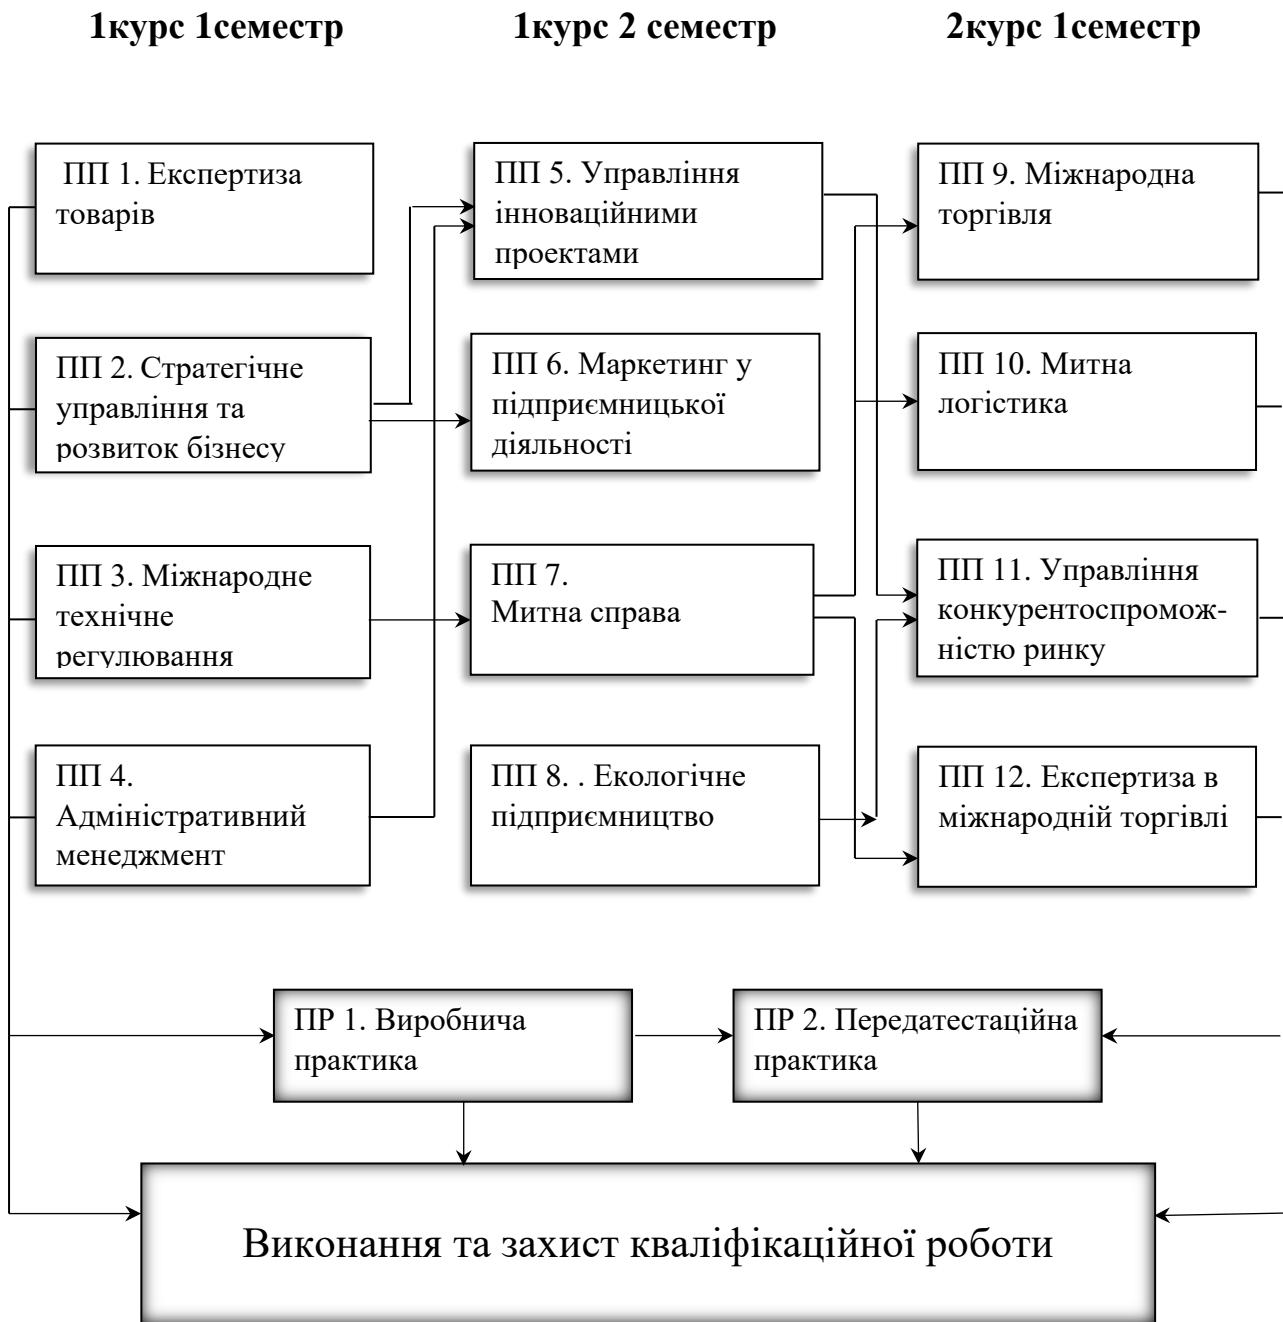 1курс 1семестр
1курс 2 семестр
2курс 1семестр
ПП 1. Експертиза
товарів
ПП 5. Управління
інноваційними
проектами
ПП 9. Міжнародна
торгівля
ПП 2. Стратегічне
управління та
розвиток бізнесу
ПП 6. Маркетинг у
підприємницької
діяльності
ПП 10. Митна
логістика
ПП 3. Міжнародне
технічне
регулювання
ПП 7.
Митна справа
ПП 11. Управління
конкурентоспромож-
ністю ринку
ПП 4.
Адміністративний
менеджмент
ПП 8. . Екологічне
підприємництво
ПП 12. Експертиза в
міжнародній торгівлі
ПР 1. Виробнича
практика
ПР 2. Передатестаційна
практика
Виконання та захист кваліфікаційної роботи